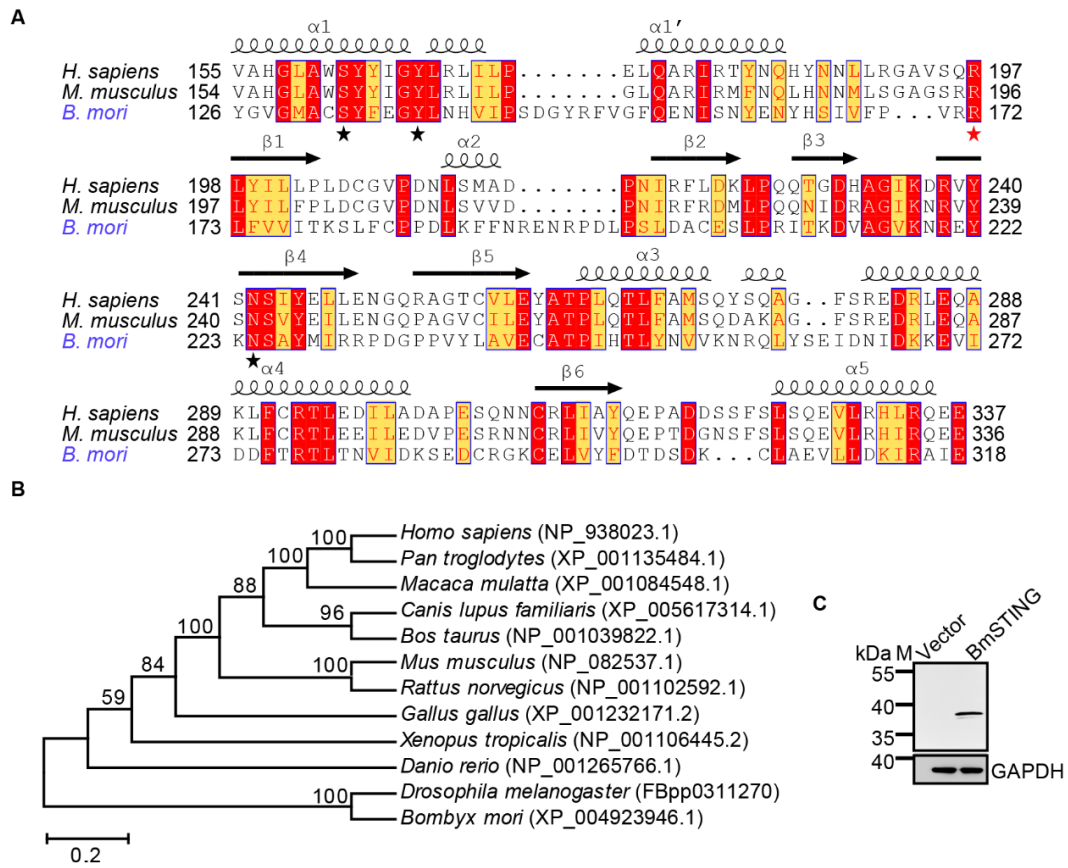 A
α1 α1'
H. sapiens 155 VAHGLAWSYYIGYLRLILP.......ELQARIRTYNQHYNNLLRGAVSQR 197
M. musculus 154 VAHGLAWSYYIGYLRLILP.......GLQARIRMFNQLHNNMLSGAGSRR 196
B. mori 126 YGVGMACSYFEGYLNHVIPSDGYRFVGFQENISNYENYHSIVFP...VRR 172
★ ★ ★
β1 α2 β2 β3
H. sapiens 198 LYILLPLDCGVPDNLSMAD.......PNIRFLDKLPQQTGDHAGIKDRVY 240
M. musculus 197 LYILFPLDCGVPDNLSVVD.......PNIRFRDMLPQQNIDRAGIKNRVY 239
B. mori 173 LFVVITKSLFCPPDLKFFNRENRPDLPSLDACESLPRITKDVAGVKNREY 222
β4 β5 α3
H. sapiens 241 SNSIYELLENGQRAGTCVLEYATPLQTLFAMSQYSQAG..FSREDRLEQA 288
M. musculus 240 SNSVYEILENGQPAGVCILEYATPLQTLFAMSQDAKAG..FSREDRLEQA 287
B. mori 223 KNSAYMIRRPDGPPVYLAVECATPIHTLYNVVKNRQLYSEIDNIDKKEVI 272
★
α4 β6 α5
H. sapiens 289 KLFCRTLEDILADAPESQNNCRLIAYQEPADDSSFSLSQEVLRHLRQEE 337
M. musculus 288 KLFCRTLEEILEDVPESRNNCRLIVYQEPTDGNSFSLSQEVLRHIRQEE 336
B. mori 273 DDFTRTLTNVIDKSEDCRGKCELVYFDTDSDK...CLAEVLLDKIRAIE 318
B
100 Homo sapiens (NP_938023.1)
100 Pan troglodytes (XP_001135484.1)
88 Macaca mulatta (XP_001084548.1)
96 Canis lupus familiaris (XP_005617314.1)
100 Bos taurus (NP_001039822.1)
84 100 Mus musculus (NP_082537.1)
Rattus norvegicus (NP_001102592.1)
59 Gallus gallus (XP_001232171.2)
Xenopus tropicalis (NP_001106445.2)
Danio rerio (NP_001265766.1)
100 Drosophila melanogaster (FBpp0311270)
Bombyx mori (XP_004923946.1)
0.2
C
kDa M Vector BmSTING
55
40
35
40
GAPDH